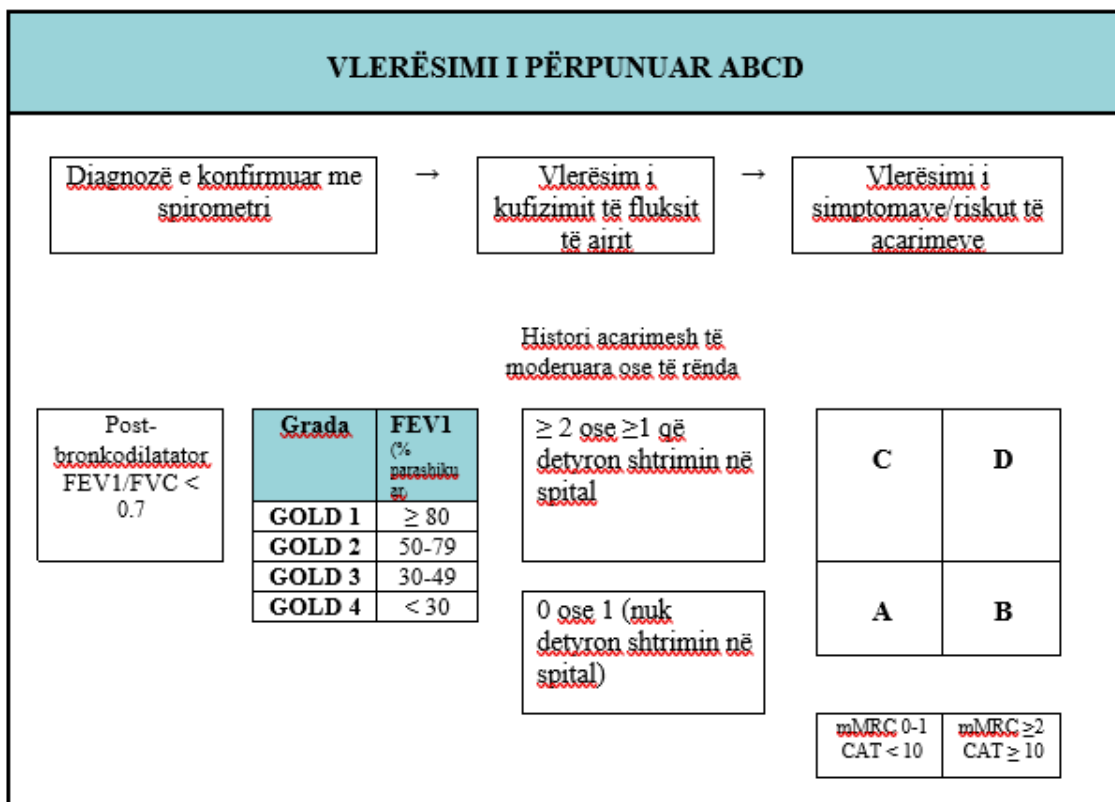 VLERËSIMI I PËRPUNUAR ABCD
Diagnozë e konfirmuar me
spirometri
→
Vlerësim i
kufizimit të fluksit
të ajrit
→
Vlerësimi i
simptomave/riskut të
acarimeve
Histori acarimesh të
moderuara ose të rënda
Post-
bronkodilatator
FEV1/FVC <
0.7
Grada
FEV1
(%
parashiku
ar)
GOLD 1
≥ 80
GOLD 2
50-79
GOLD 3
30-49
GOLD 4
< 30
≥ 2 ose ≥1 që
detyron shtrimin në
spital
0 ose 1 (nuk
detyron shtrimin në
spital)
C
D
A
B
mMRC 0-1
CAT < 10
mMRC ≥2
CAT ≥ 10